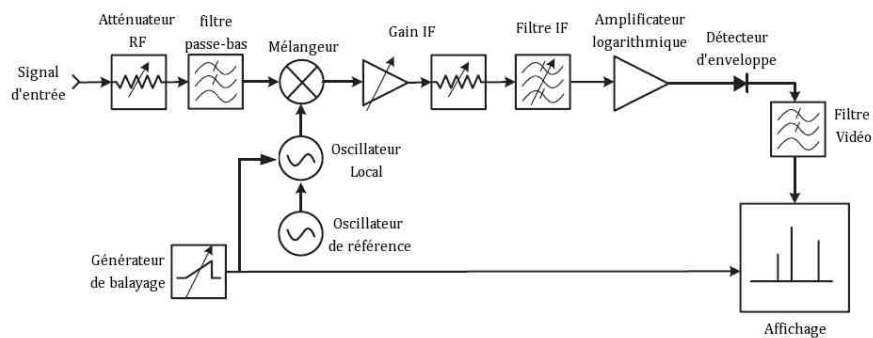 Atténuateur
RF
filtre
passe-bas
Mélangeur
Gain IF
Filtre IF
Amplificateur
logarithmique
Détecteur
d'enveloppe
Signal
d'entrée
Filtre
Vidéo
Oscillateur
Local
Oscillateur
de référence
Générateur
de balayage
Affichage